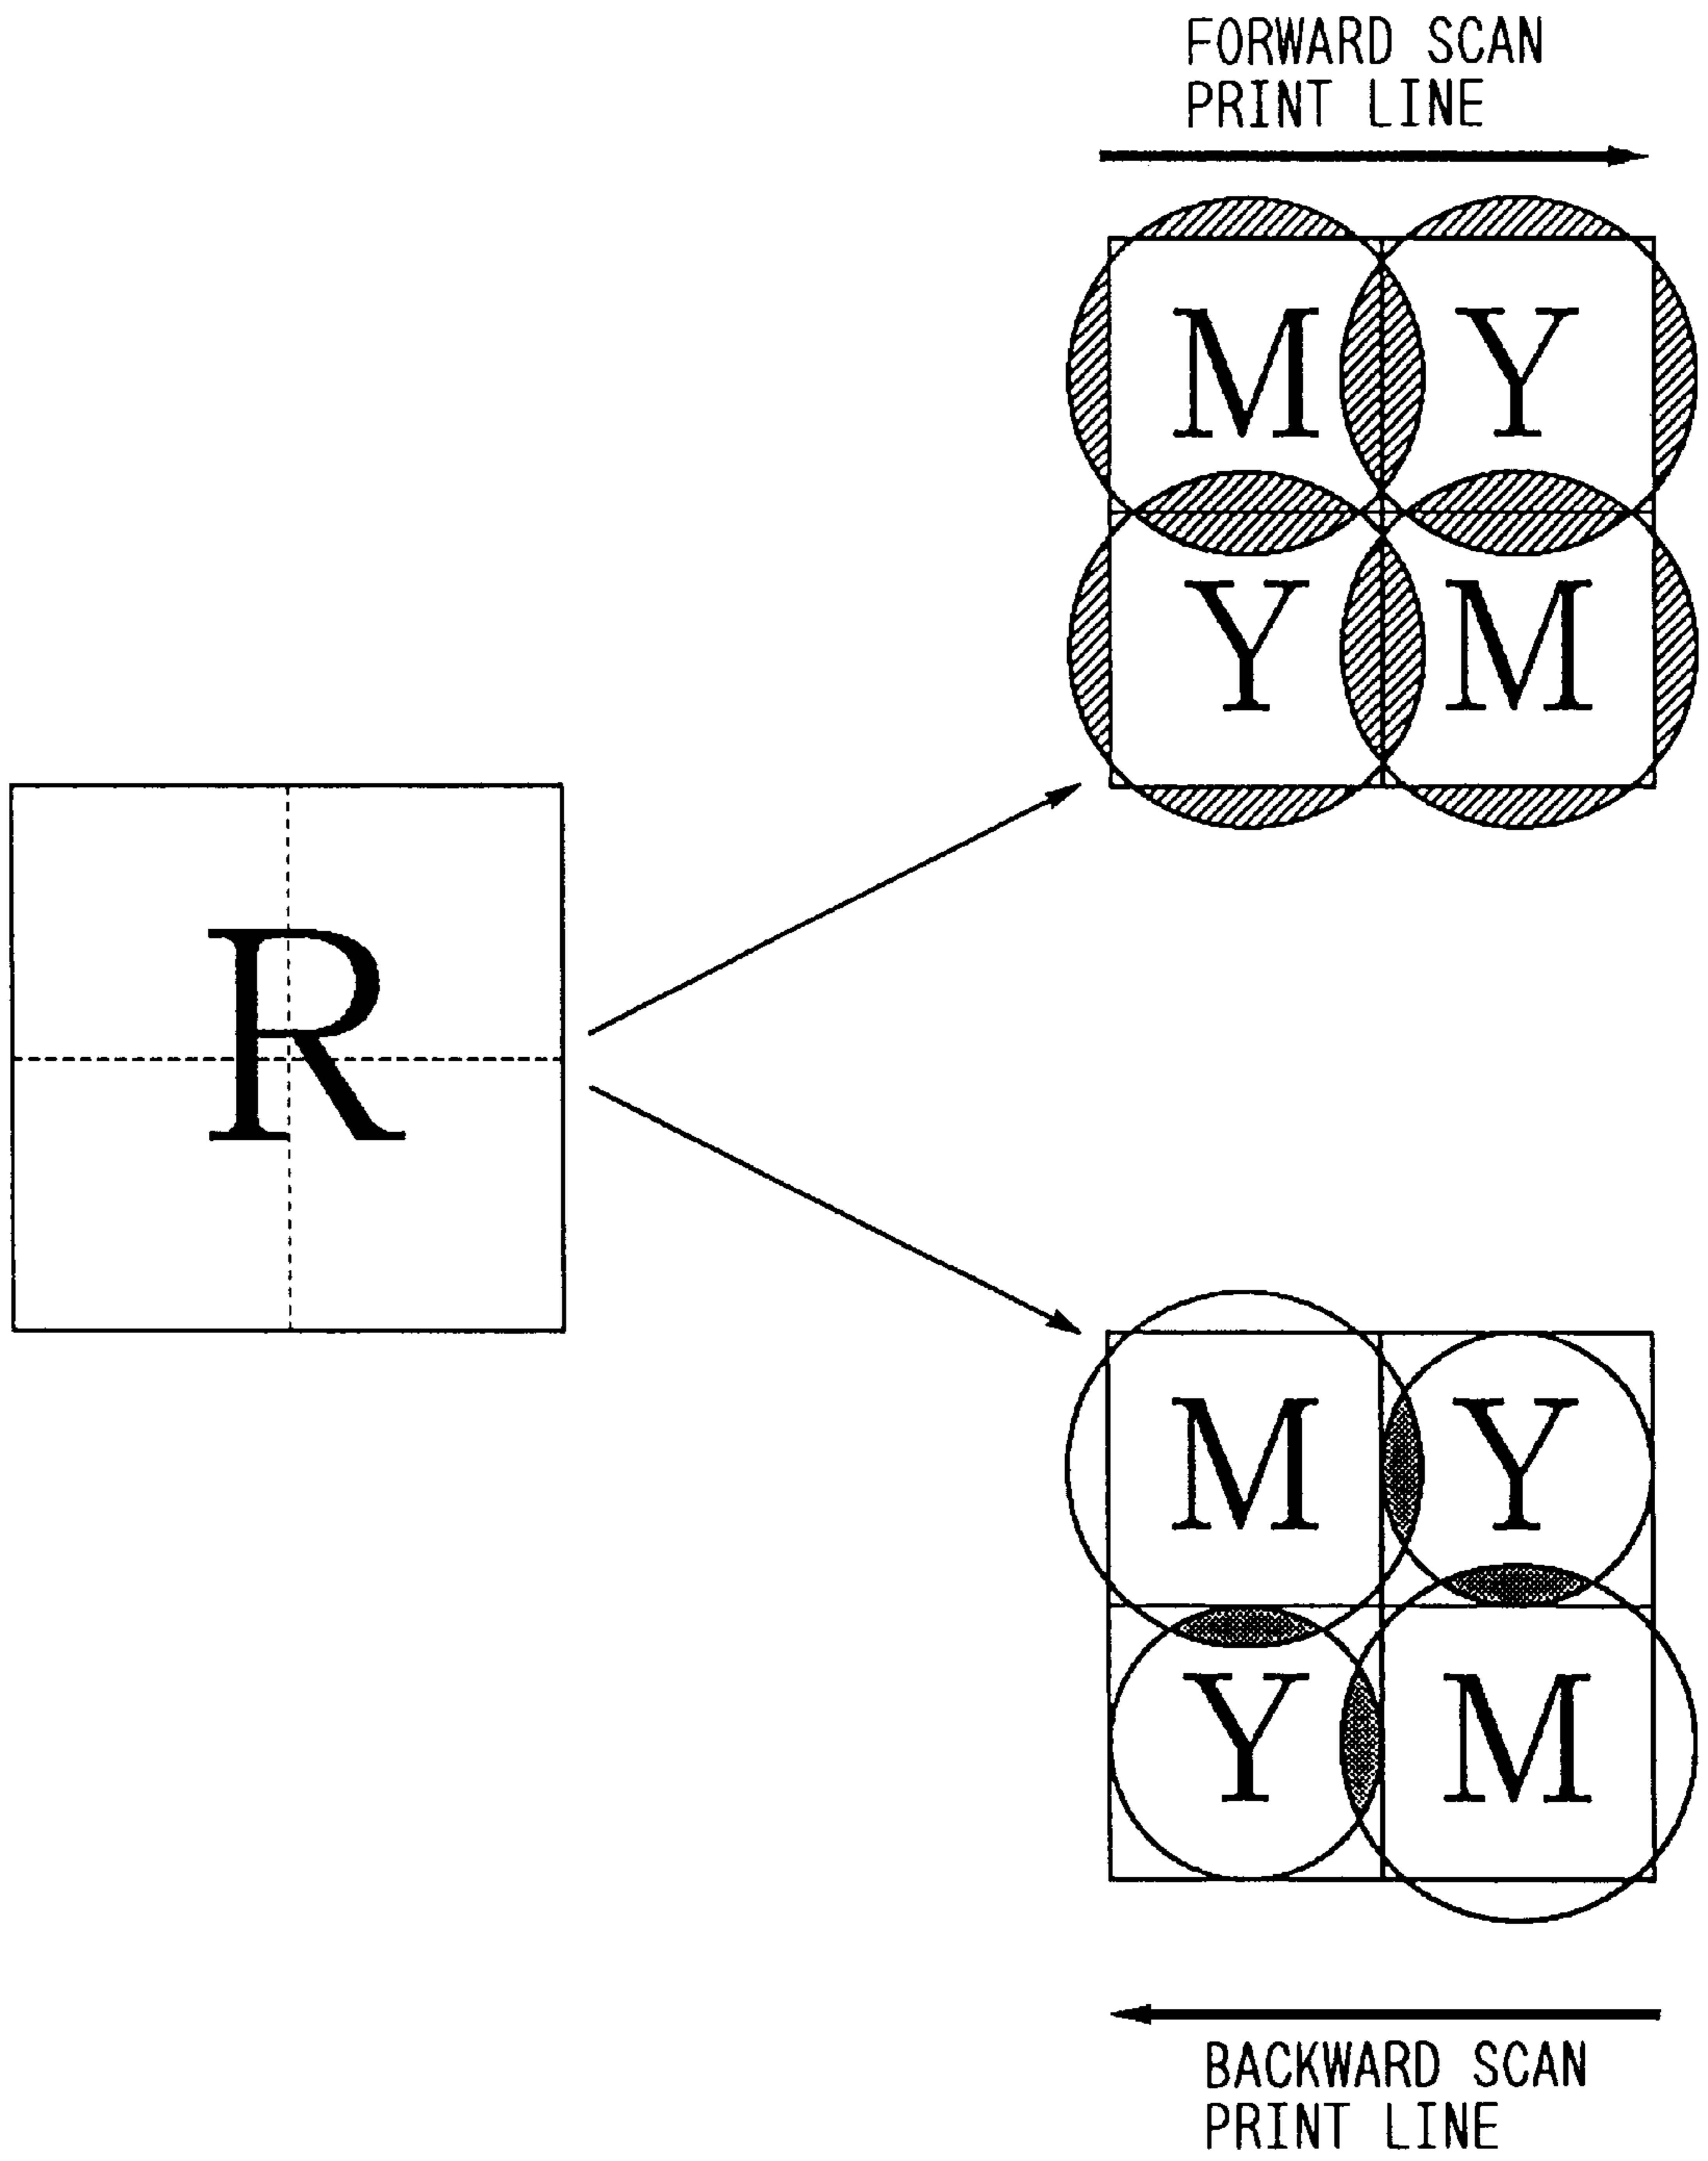 FORWARD SCAN
PRINT LINE
M Y
Y M
R
M Y
Y M
BACKWARD SCAN
PRINT LINE